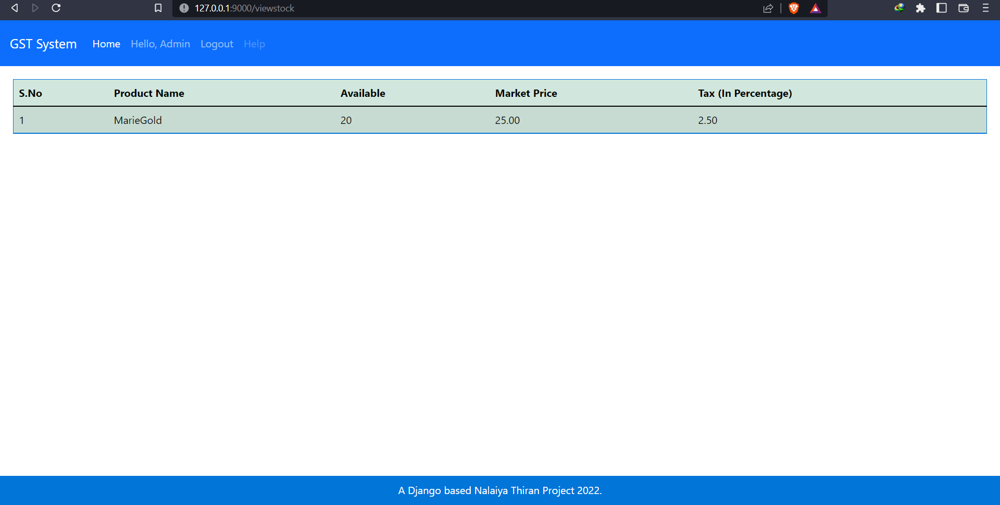 127.0.0.1:9000/viewstock
GST System Home Hello, Admin Logout Help
S.No Product Name Available Market Price Tax (In Percentage)
1 MarieGold 20 25.00 2.50
A Django based Nalaiya Thiran Project 2022.